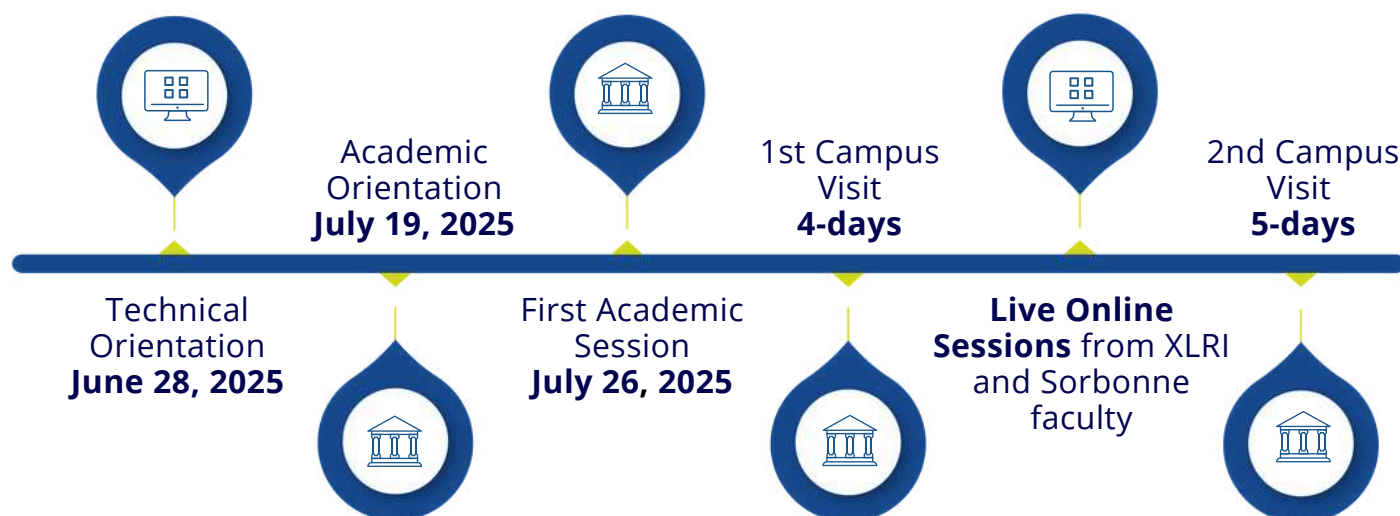 Technical
Orientation
June 28, 2025
Academic
Orientation
July 19, 2025
First Academic
Session
July 26, 2025
1st Campus
Visit
4-days
Live Online
Sessions from XLRI
and Sorbonne
faculty
2nd Campus
Visit
5-days